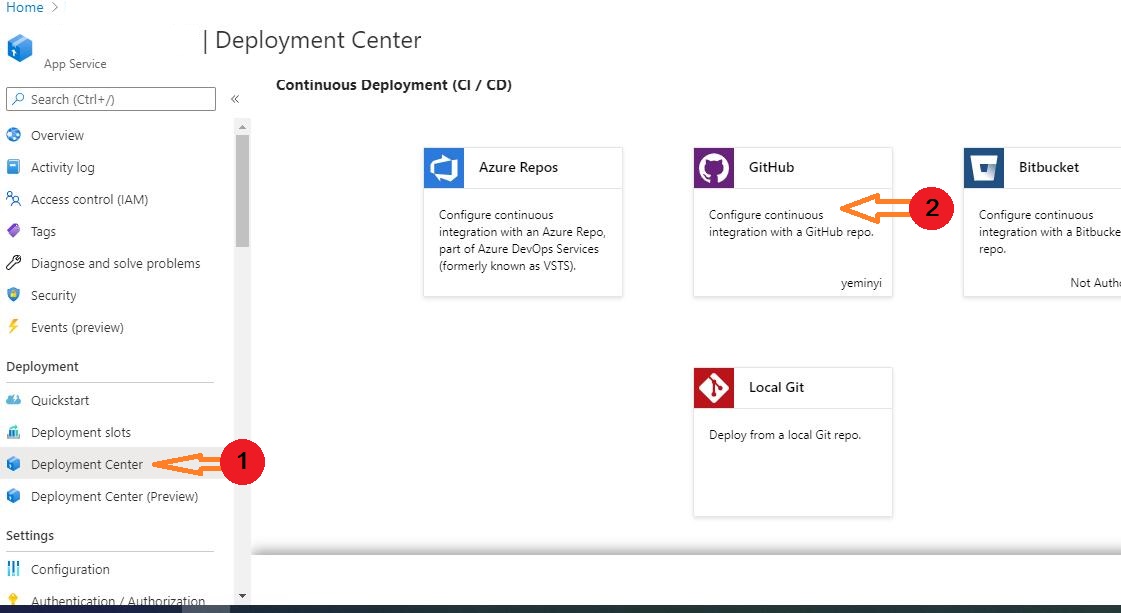 Home >
| Deployment Center
App Service
Search (Ctrl+/)
«
Overview
Activity log
Access control (IAM)
Tags
Diagnose and solve problems
Security
Events (preview)
Deployment
Quickstart
Deployment slots
Deployment Center
1
Deployment Center (Preview)
Settings
Configuration
Authentication / Authorization
Continuous Deployment (CI / CD)
Azure Repos
Configure continuous
integration with an Azure Repo,
part of Azure DevOps Services
(formerly known as VSTS).
GitHub
Configure continuous
integration with a GitHub repo.
yeminyi
2
Bitbucket
Configure continuous
integration with a Bitbucke
repo.
Not Autho
Local Git
Deploy from a local Git repo.